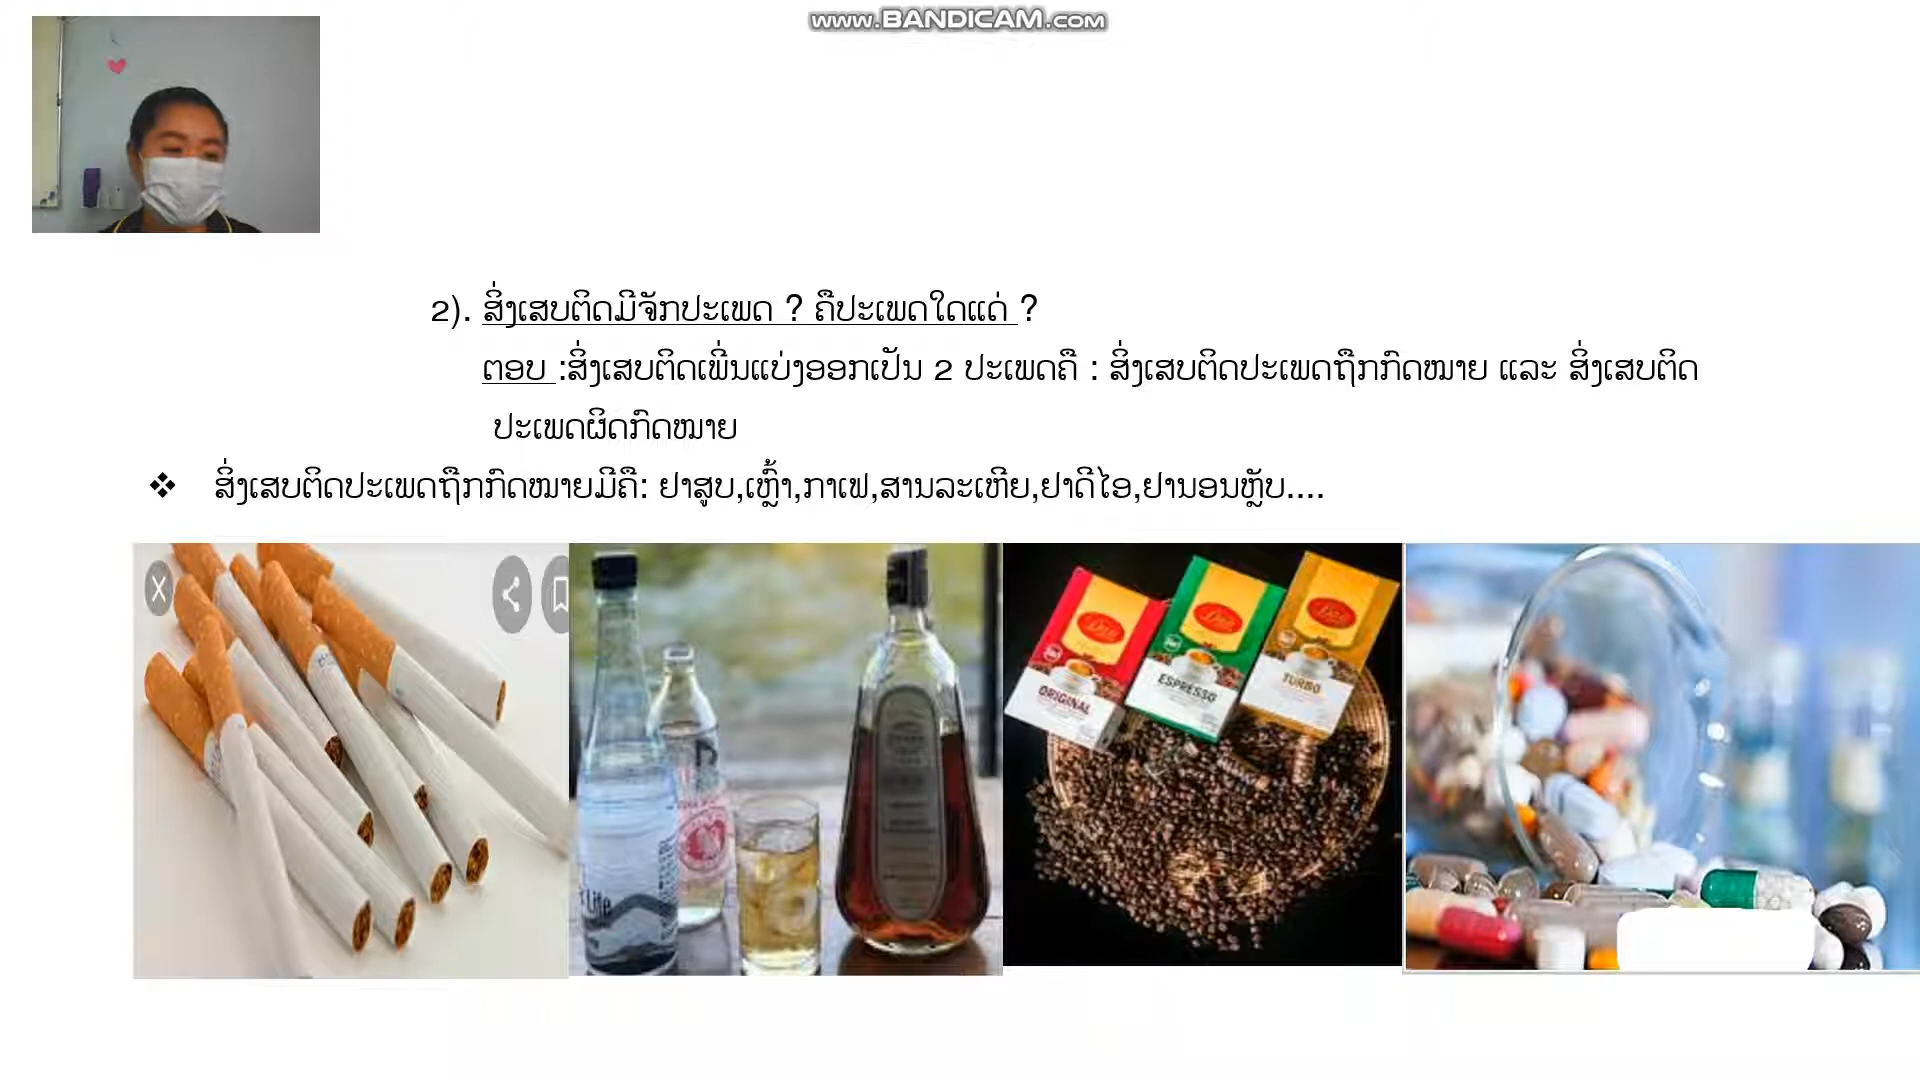 www.BANDICAM.com
2). ສິ່ງເສບຕິດມີຈັກປະເພດ ? ຄືປະເພດໃດແດ່ ?
ຕອບ :ສິ່ງເສບຕິດເພີ່ນແບ່ງອອກເປັນ 2 ປະເພດຄື : ສິ່ງເສບຕິດປະເພດຖືກກົດໝາຍ ແລະ ສິ່ງເສບຕິດ
ປະເພດຜິດກົດໝາຍ
❖ ສິ່ງເສບຕິດປະເພດຖືກກົດໝາຍມີຄື: ຢາສູບ,ເຫຼົ້າ,ກາເຟ,ສານລະເຫີຍ,ຢາດີໄອ,ຢານອນຫຼັບ....
ORIGINAL
ESPRESSO
TURBO
Life